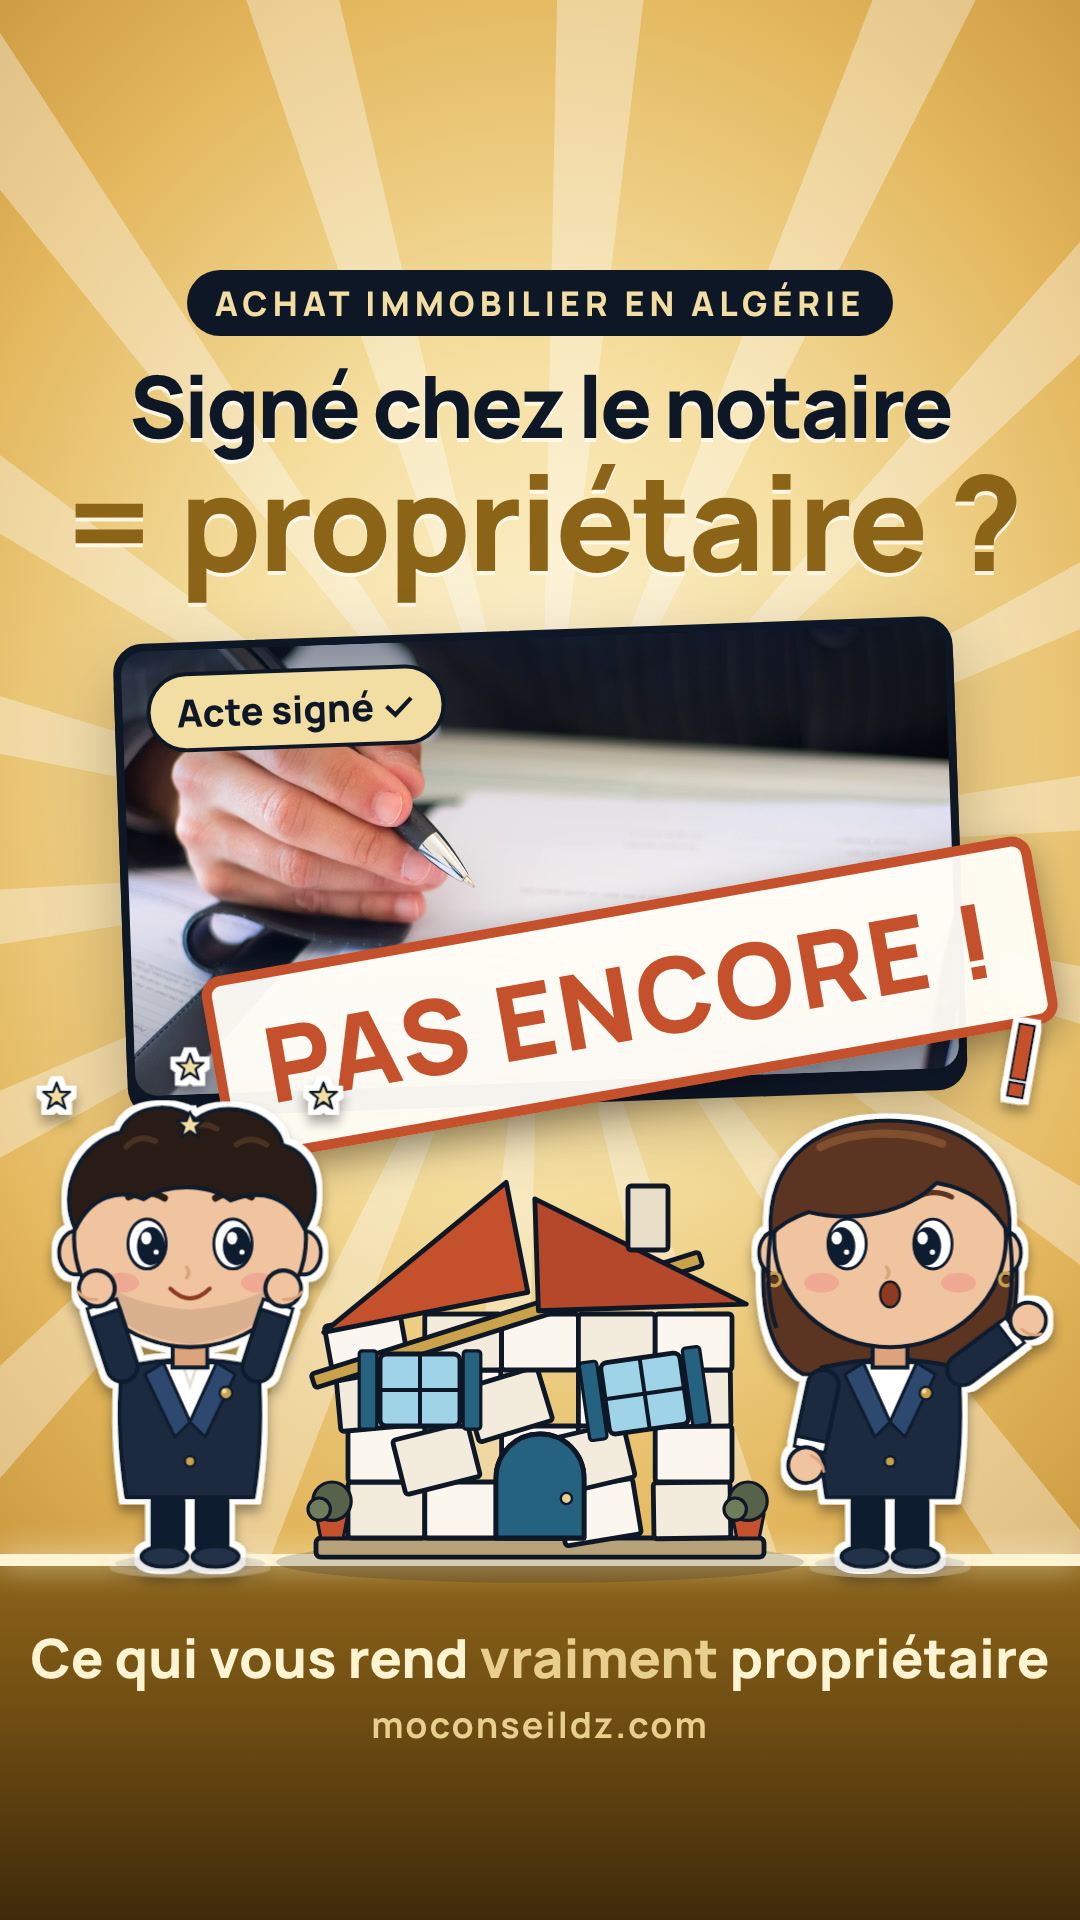 ACHAT IMMOBILIER EN ALGÉRIE
Signé chez le notaire
= propriétaire ?
Acte signé ✓
PAS ENCORE !
!
Ce qui vous rend vraiment propriétaire
moconseildz.com